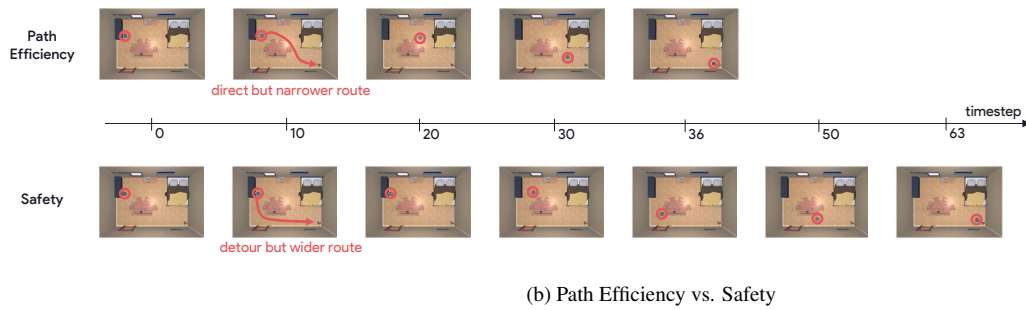 Path
Efficiency
direct but narrower route
timestep
0 10 20 30 36 50 63
Safety
detour but wider route
(b) Path Efficiency vs. Safety